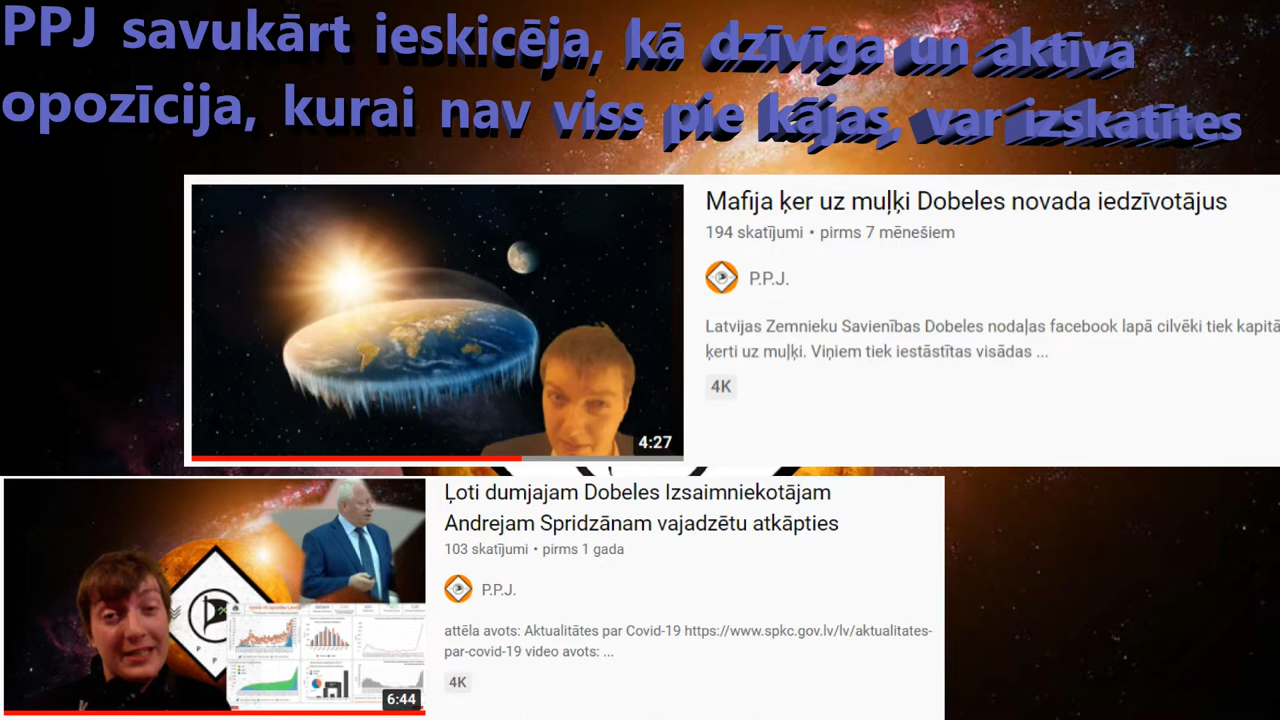 PPJ savukārt ieskicēja, kā dzīvīga un aktīva
opozīcija, kurai nav viss pie kājas, var izskatītes
Mafija ķer uz muļķi Dobeles novada iedzīvotājus
194 skatījumi • pirms 7 mēnešiem
P.P.J.
Latvijas Zemnieku Savienības Dobeles nodaļas facebook lapā cilvēki tiek kapitā
ķerti uz muļķi. Viņiem tiek iestāstītas visādas ...
4K
4:27
Ļoti dumjajam Dobeles Izsaimniekotājam
Andrejam Spridzānam vajadzētu atkāpties
103 skatījumi • pirms 1 gada
P.P.J.
attēla avots: Aktualitātes par Covid-19 https://www.spkc.gov.lv/lv/aktualitates-
par-covid-19 video avots: ...
4K
6:44
P P